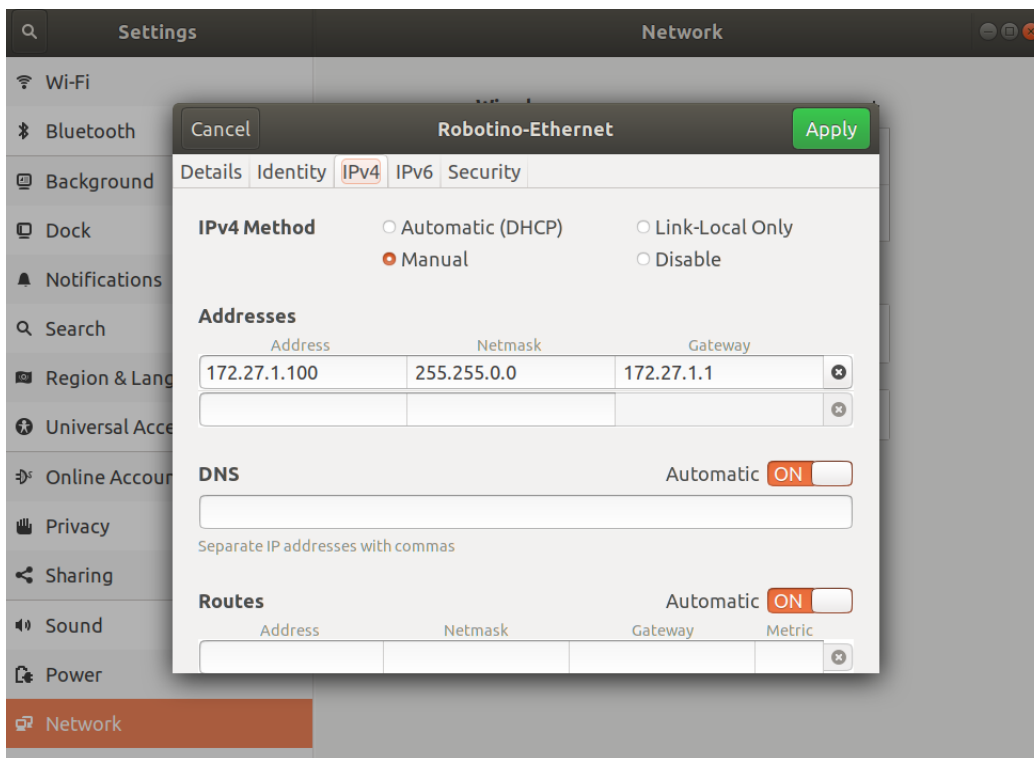 Settings
Network
Wi-Fi
Bluetooth
Background
Dock
Notifications
Search
Region & Lang
Universal Acce
Online Accour
Privacy
Sharing
Sound
Power
Network
Cancel
Robotino-Ethernet
Apply
Details Identity IPv4 IPv6 Security
IPv4 Method
Automatic (DHCP) Link-Local Only
Manual Disable
Addresses
Address Netmask Gateway
172.27.1.100 255.255.0.0 172.27.1.1
DNS Automatic ON
Separate IP addresses with commas
Routes Automatic ON
Address Netmask Gateway Metric